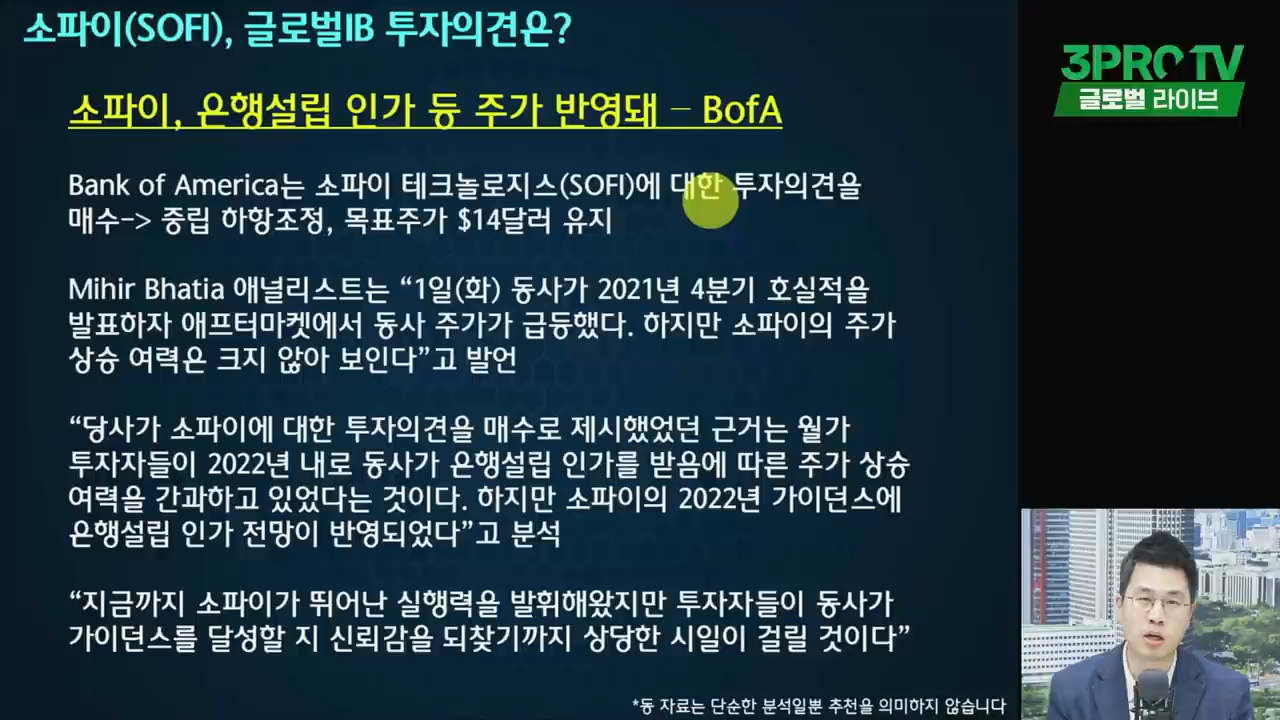 소파이(SOFI), 글로벌IB 투자의견은?
3PRO TV
글로벌 라이브
소파이, 은행설립 인가 등 주가 반영돼 – BofA
Bank of America는 소파이 테크놀로지스(SOFI)에 대한 투자의견을
매수-> 중립 하항조정, 목표주가 $14달러 유지
Mihir Bhatia 애널리스트는 “1일(화) 동사가 2021년 4분기 호실적을
발표하자 애프터마켓에서 동사 주가가 급등했다. 하지만 소파이의 주가
상승 여력은 크지 않아 보인다”고 발언
“당사가 소파이에 대한 투자의견을 매수로 제시했었던 근거는 월가
투자자들이 2022년 내로 동사가 은행설립 인가를 받음에 따른 주가 상승
여력을 간과하고 있었다는 것이다. 하지만 소파이의 2022년 가이던스에
은행설립 인가 전망이 반영되었다”고 분석
“지금까지 소파이가 뛰어난 실행력을 발휘해왔지만 투자자들이 동사가
가이던스를 달성할 지 신뢰감을 되찾기까지 상당한 시일이 걸릴 것이다”
*동 자료는 단순한 분석일뿐 추천을 의미하지 않습니다